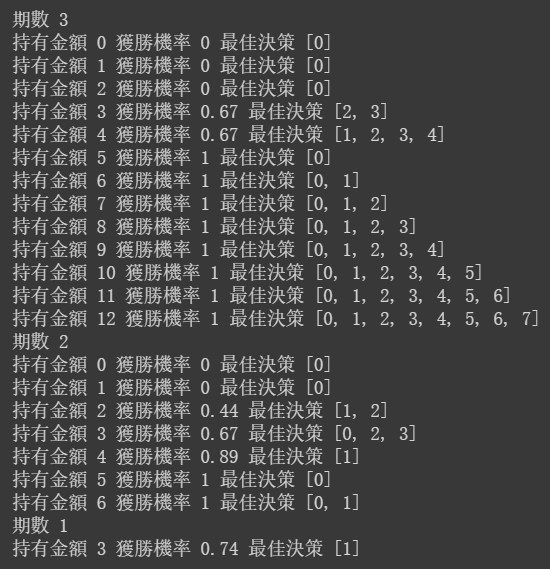 期數 3
持有金額 0 獲勝機率 0 最佳決策 [0]
持有金額 1 獲勝機率 0 最佳決策 [0]
持有金額 2 獲勝機率 0 最佳決策 [0]
持有金額 3 獲勝機率 0.67 最佳決策 [2, 3]
持有金額 4 獲勝機率 0.67 最佳決策 [1, 2, 3, 4]
持有金額 5 獲勝機率 1 最佳決策 [0]
持有金額 6 獲勝機率 1 最佳決策 [0, 1]
持有金額 7 獲勝機率 1 最佳決策 [0, 1, 2]
持有金額 8 獲勝機率 1 最佳決策 [0, 1, 2, 3]
持有金額 9 獲勝機率 1 最佳決策 [0, 1, 2, 3, 4]
持有金額 10 獲勝機率 1 最佳決策 [0, 1, 2, 3, 4, 5]
持有金額 11 獲勝機率 1 最佳決策 [0, 1, 2, 3, 4, 5, 6]
持有金額 12 獲勝機率 1 最佳決策 [0, 1, 2, 3, 4, 5, 6, 7]
期數 2
持有金額 0 獲勝機率 0 最佳決策 [0]
持有金額 1 獲勝機率 0 最佳決策 [0]
持有金額 2 獲勝機率 0.44 最佳決策 [1, 2]
持有金額 3 獲勝機率 0.67 最佳決策 [0, 2, 3]
持有金額 4 獲勝機率 0.89 最佳決策 [1]
持有金額 5 獲勝機率 1 最佳決策 [0]
持有金額 6 獲勝機率 1 最佳決策 [0, 1]
期數 1
持有金額 3 獲勝機率 0.74 最佳決策 [1]